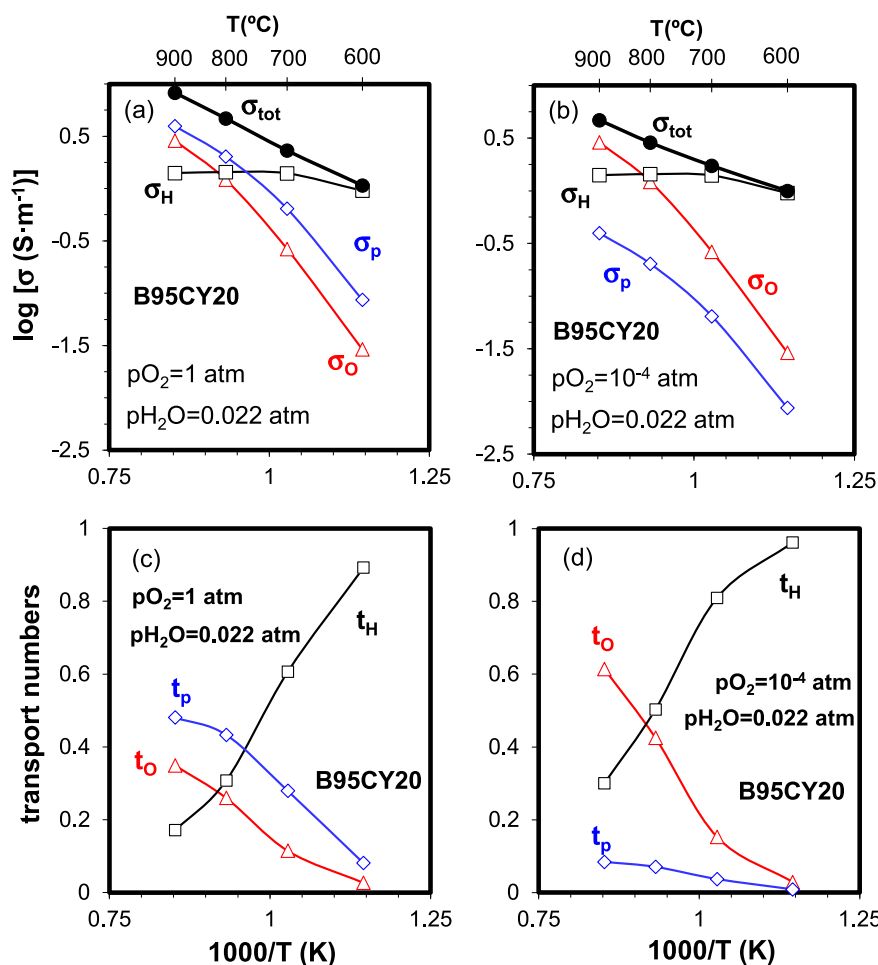 T(ºC)
900 800 700 600
(a)
σtot
0.5
σH
-0.5
σp
B95CY20
σO
-1.5
pO2=1 atm
pH2O=0.022 atm
-2.5
0.75 1 1.25
log [σ (S·m-1)]
T(ºC)
900 800 700 600
(b)
σtot
0.5
σH
-0.5
σp
σO
B95CY20
-1.5
pO2=10-4 atm
pH2O=0.022 atm
-2.5
0.75 1 1.25
1
(c)
pO2=1 atm
0.8
pH2O=0.022 atm
tH
0.6
tp
0.4
tO
B95CY20
0.2
0
0.75 1 1.25
transport numbers
1000/T (K)
1
(d)
tH
0.8
tO
0.6
pO2=10-4 atm
pH2O=0.022 atm
0.4
B95CY20
0.2
tp
0
0.75 1 1.25
1000/T (K)